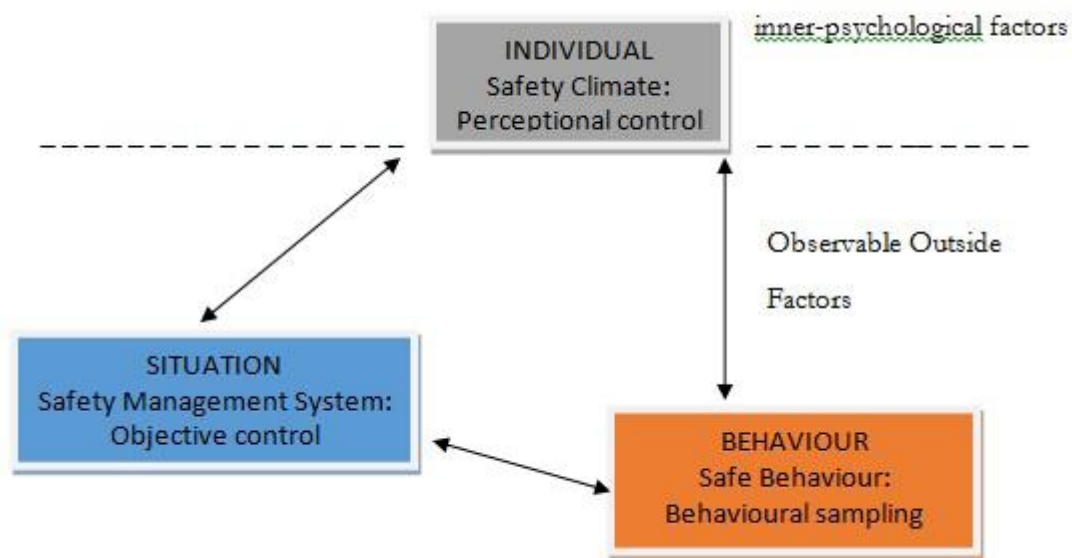 inner-psychological factors
INDIVIDUAL
Safety Climate:
Perceptional control
Observable Outside
Factors
SITUATION
Safety Management System:
Objective control
BEHAVIOUR
Safe Behaviour:
Behavioural sampling